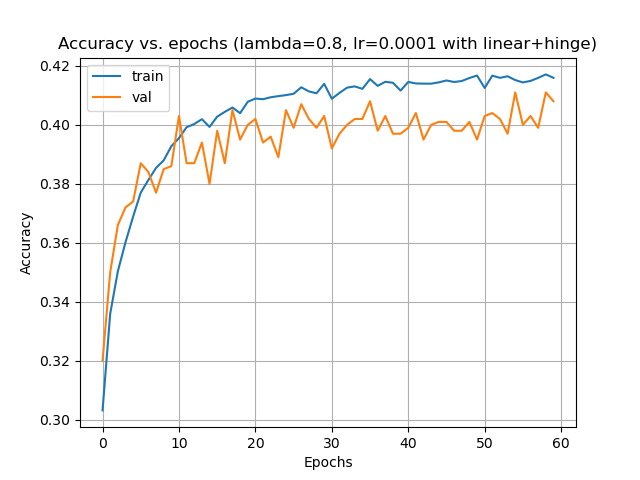 Accuracy vs. epochs (lambda=0.8, lr=0.0001 with linear+hinge)
train
val
0.42
0.40
0.38
0.36
0.34
0.32
0.30
Accuracy
0 10 20 30 40 50 60
Epochs